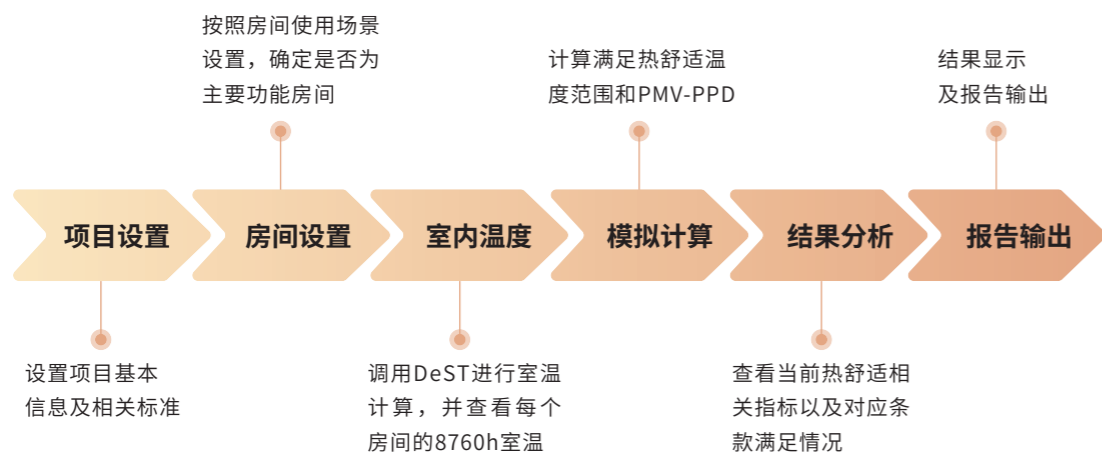 按照房间使用场景
设置，确定是否为
主要功能房间
计算满足热舒适温
度范围和PMV-PPD
结果显示
及报告输出
项目设置
房间设置
室内温度
模拟计算
结果分析
报告输出
设置项目基本
信息及相关标准
调用DeST进行室温
计算，并查看每个
房间的8760h室温
查看当前热舒适相
关指标以及对应条
款满足情况